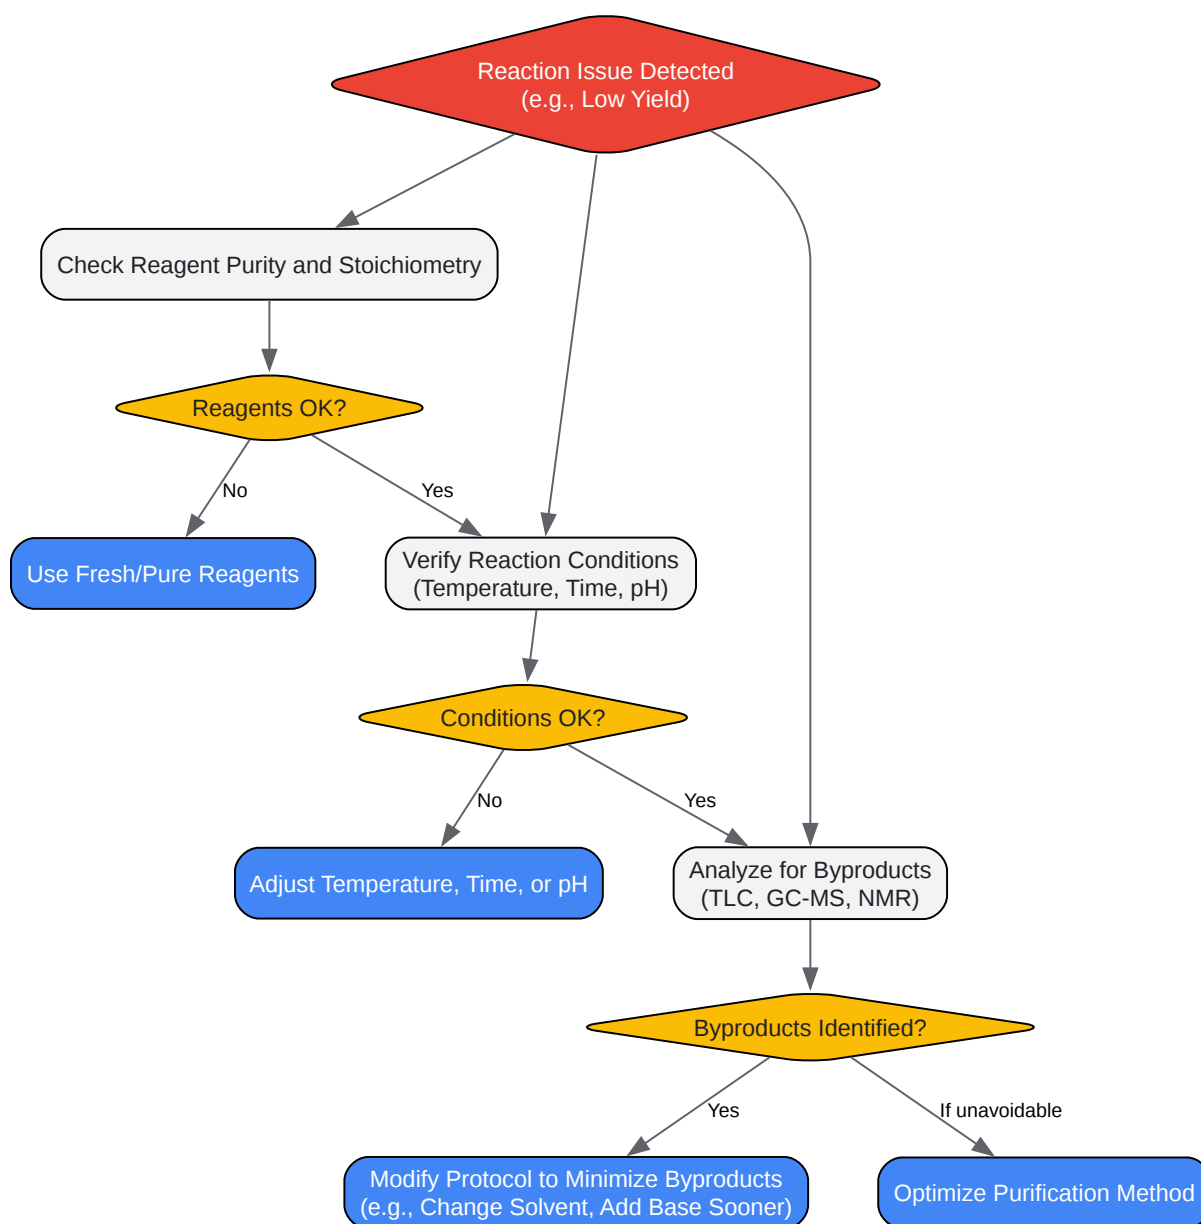 Reaction Issue Detected
(e.g., Low Yield)
Check Reagent Purity and Stoichiometry
Reagents OK?
No
Yes
Use Fresh/Pure Reagents
Verify Reaction Conditions
(Temperature, Time, pH)
Conditions OK?
No
Yes
Adjust Temperature, Time, or pH
Analyze for Byproducts
(TLC, GC-MS, NMR)
Byproducts Identified?
Yes
If unavoidable
Modify Protocol to Minimize Byproducts
(e.g., Change Solvent, Add Base Sooner)
Optimize Purification Method